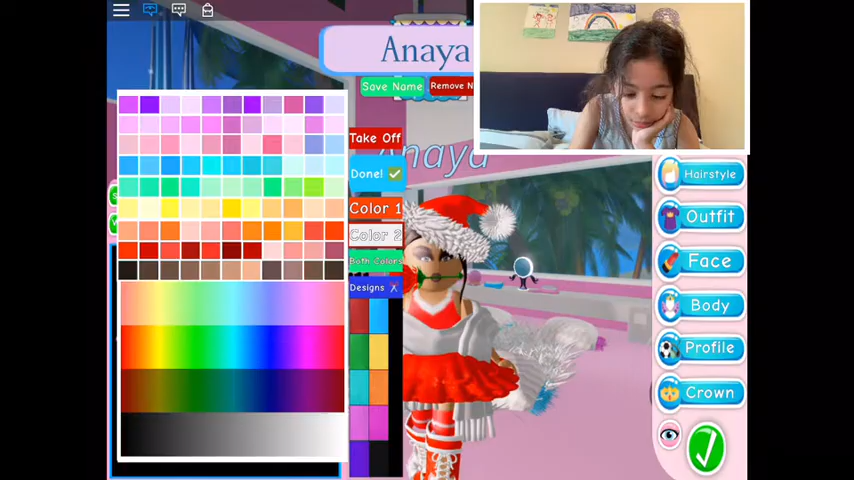 Anaya
Save Name
Remove N
Anaya
Take Off
Done!
Color 1
Color 2
Both Colors
Designs
Hairstyle
Outfit
Face
Body
Profile
Crown